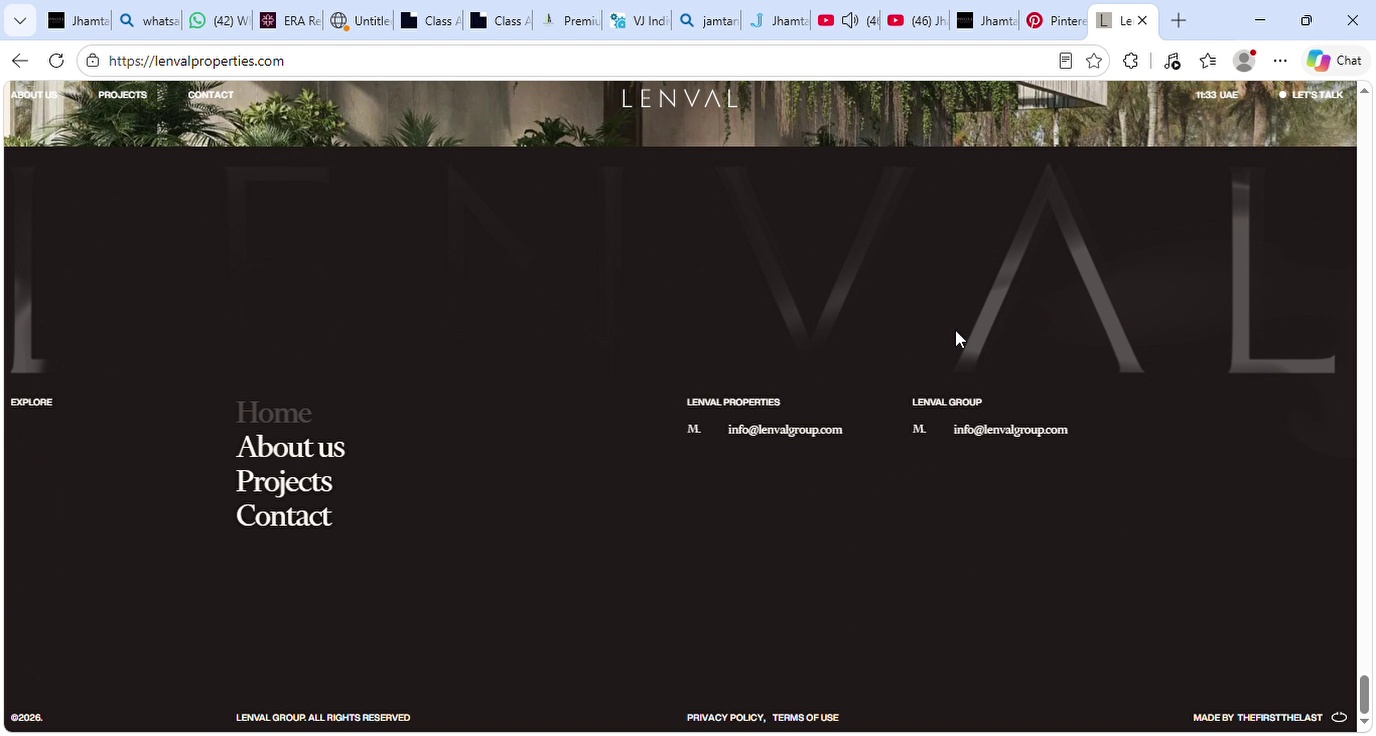 Jhamta
whatsa
(42) W
ERA Re
Untitle
Class A
Class A
Premiu
VJ Indi
jamtar
Jhamta
(4
(46) Jh
Jhamta
Pintere
Le
https://lenvalproperties.com
Chat
ABOUT US PROJECTS CONTACT LENVAL 11:33 UAE LET'S TALK
LENVAL
EXPLORE
Home
About us
Projects
Contact
LENVAL PROPERTIES
M. info@lenvalgroup.com
LENVAL GROUP
M. info@lenvalgroup.com
©2026. LENVAL GROUP. ALL RIGHTS RESERVED PRIVACY POLICY, TERMS OF USE MADE BY THEFIRSTTHELAST